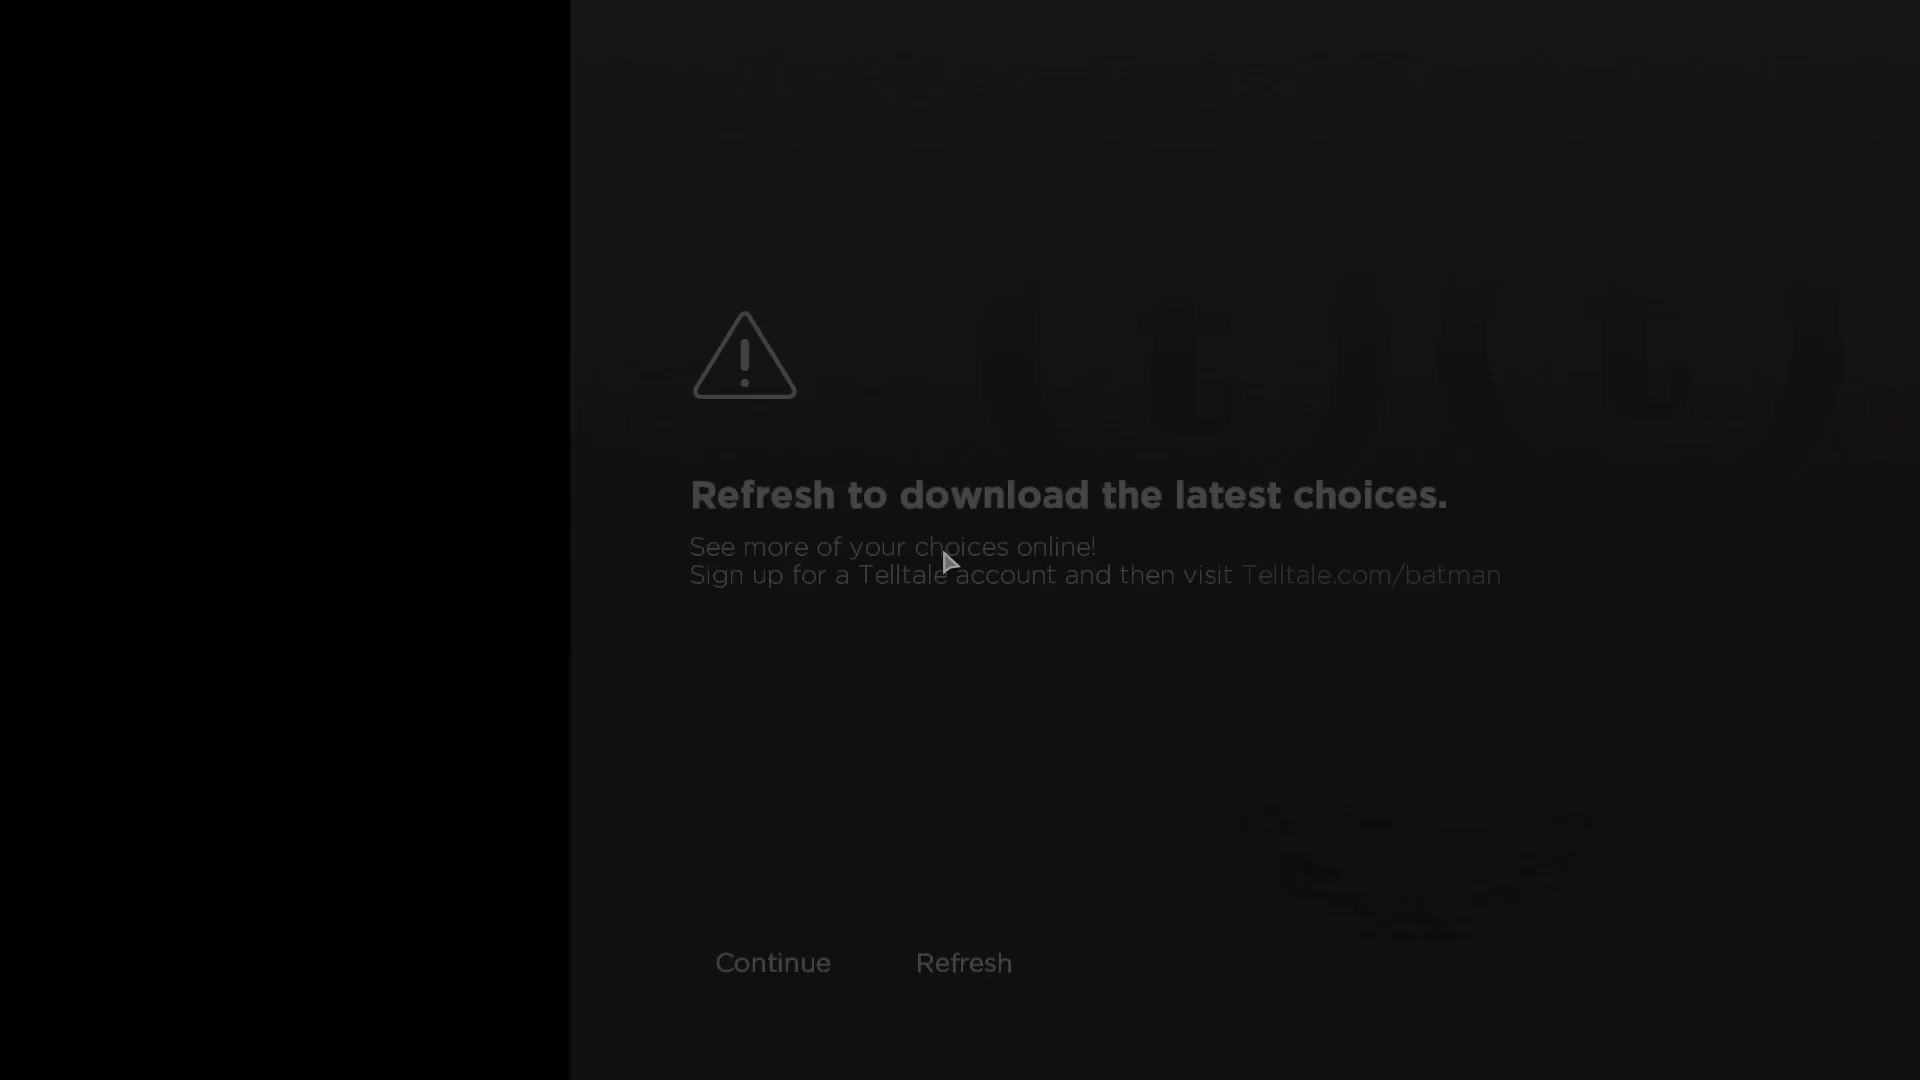 Refresh to download the latest choices.
See more of your choices online!
Sign up for a Telltale account and then visit Telltale.com/batman
Continue
Refresh